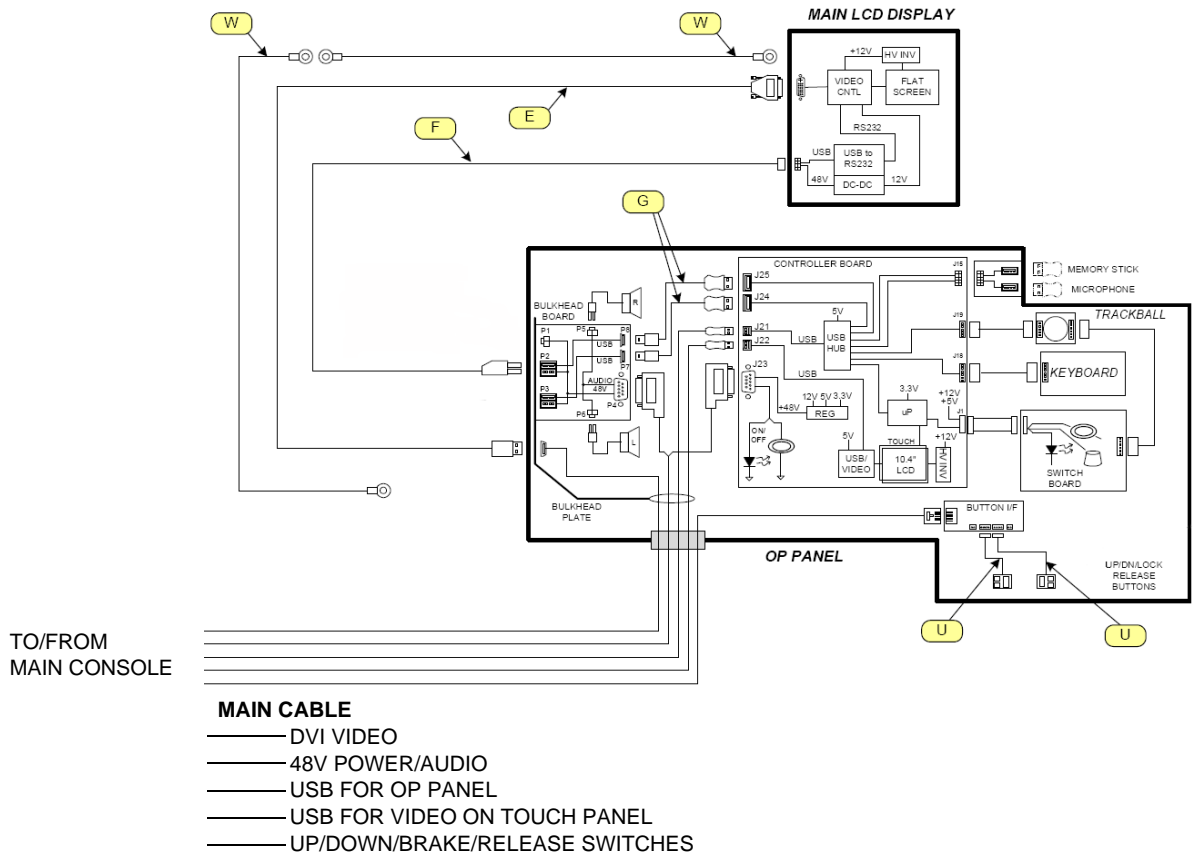 MAIN LCD DISPLAY
W
W
+12V
HV INV
VIDEO
CNTL
FLAT
SCREEN
E
F
RS232
USB
USB to
RS232
48V
DC-DC
12V
G
CONTROLLER BOARD
J25
J15
MEMORY STICK
MICROPHONE
BULKHEAD
BOARD
R
J24
5V
TRACKBALL
P1
P5
P8
USB
J21
J22
USB
USB
HUB
J19
P2
USB
P7
J23
USB
J18
KEYBOARD
AUDIO
48V
P3
P4
P6
L
+48V
12V 5V 3.3V
REG
3.3V
uP
+12V
+5V
J1
ON/
OFF
5V
USB/
VIDEO
TOUCH
10.4"
LCD
+12V
HV INV
SWITCH
BOARD
BULKHEAD
PLATE
BUTTON I/F
OP PANEL
UP/DN/LOCK
RELEASE
BUTTONS
U
U
TO/FROM
MAIN CONSOLE
MAIN CABLE
DVI VIDEO
48V POWER/AUDIO
USB FOR OP PANEL
USB FOR VIDEO ON TOUCH PANEL
UP/DOWN/BRAKE/RELEASE SWITCHES